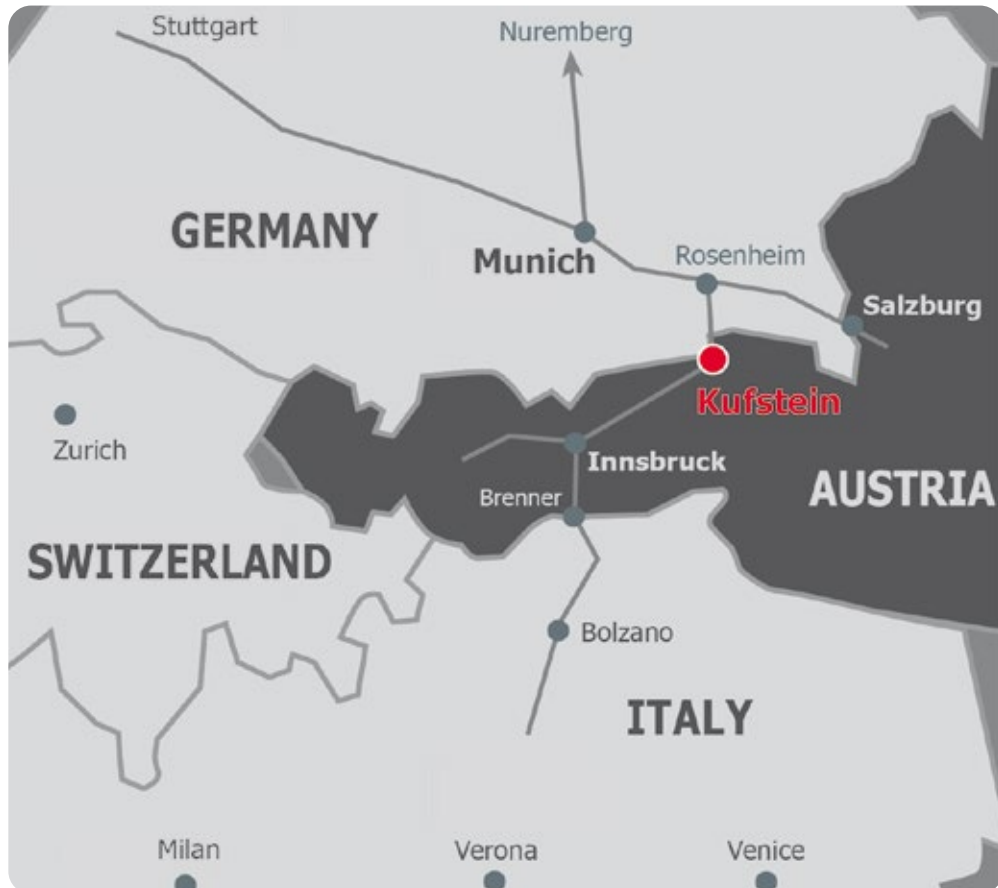 Stuttgart
Nuremberg
GERMANY
Munich
Rosenheim
Salzburg
Kufstein
Zurich
Innsbruck
Brenner
AUSTRIA
SWITZERLAND
Bolzano
ITALY
Milan
Verona
Venice